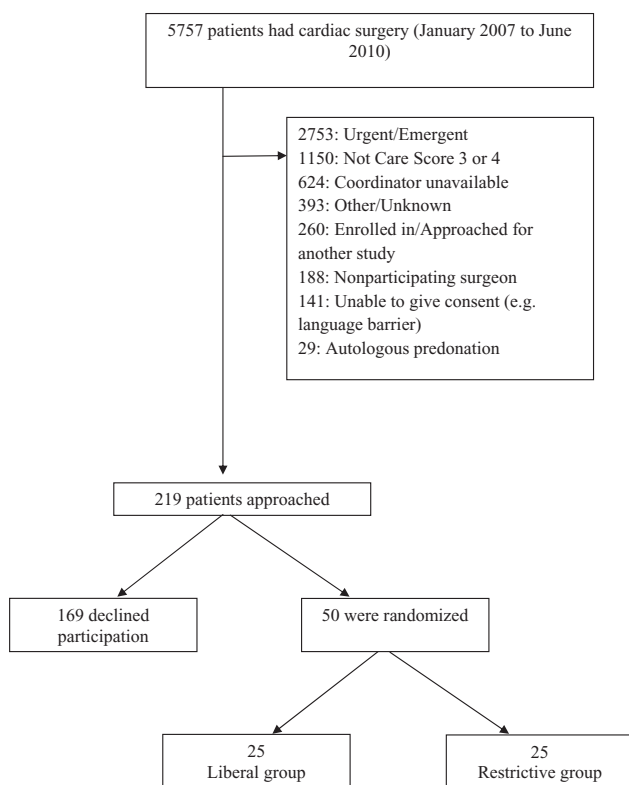 5757 patients had cardiac surgery (January 2007 to June
2010)
2753: Urgent/Emergent
1150: Not Care Score 3 or 4
624: Coordinator unavailable
393: Other/Unknown
260: Enrolled in/Approached for
another study
188: Nonparticipating surgeon
141: Unable to give consent (e.g.
language barrier)
29: Autologous predonation
219 patients approached
169 declined
participation
50 were randomized
25
Liberal group
25
Restrictive group